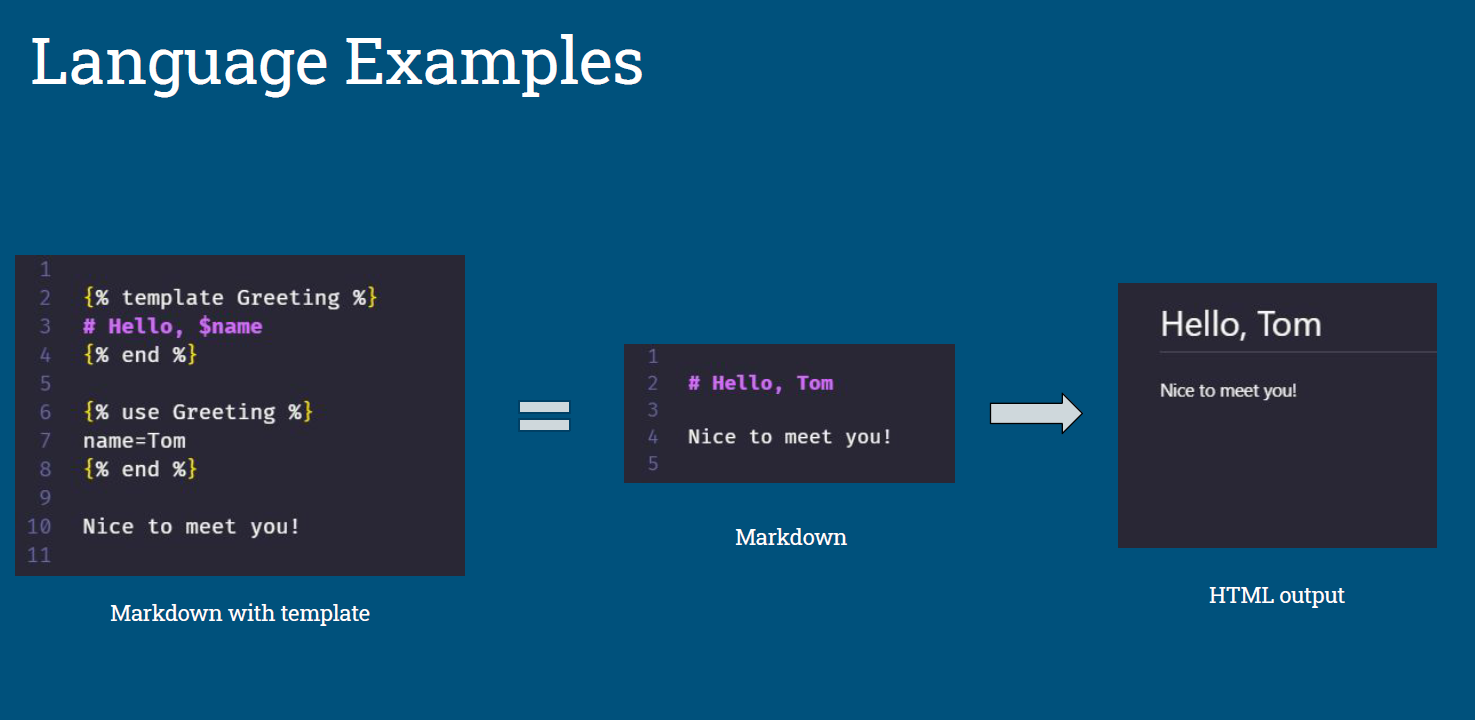 Language Examples
1
2 {% template Greeting %}
3 # Hello, $name
4 {% end %}
5
6 {% use Greeting %}
7 name=Tom
8 {% end %}
9
10 Nice to meet you!
11
Markdown with template
1
2 # Hello, Tom
3
4 Nice to meet you!
5
Markdown
Hello, Tom
Nice to meet you!
HTML output